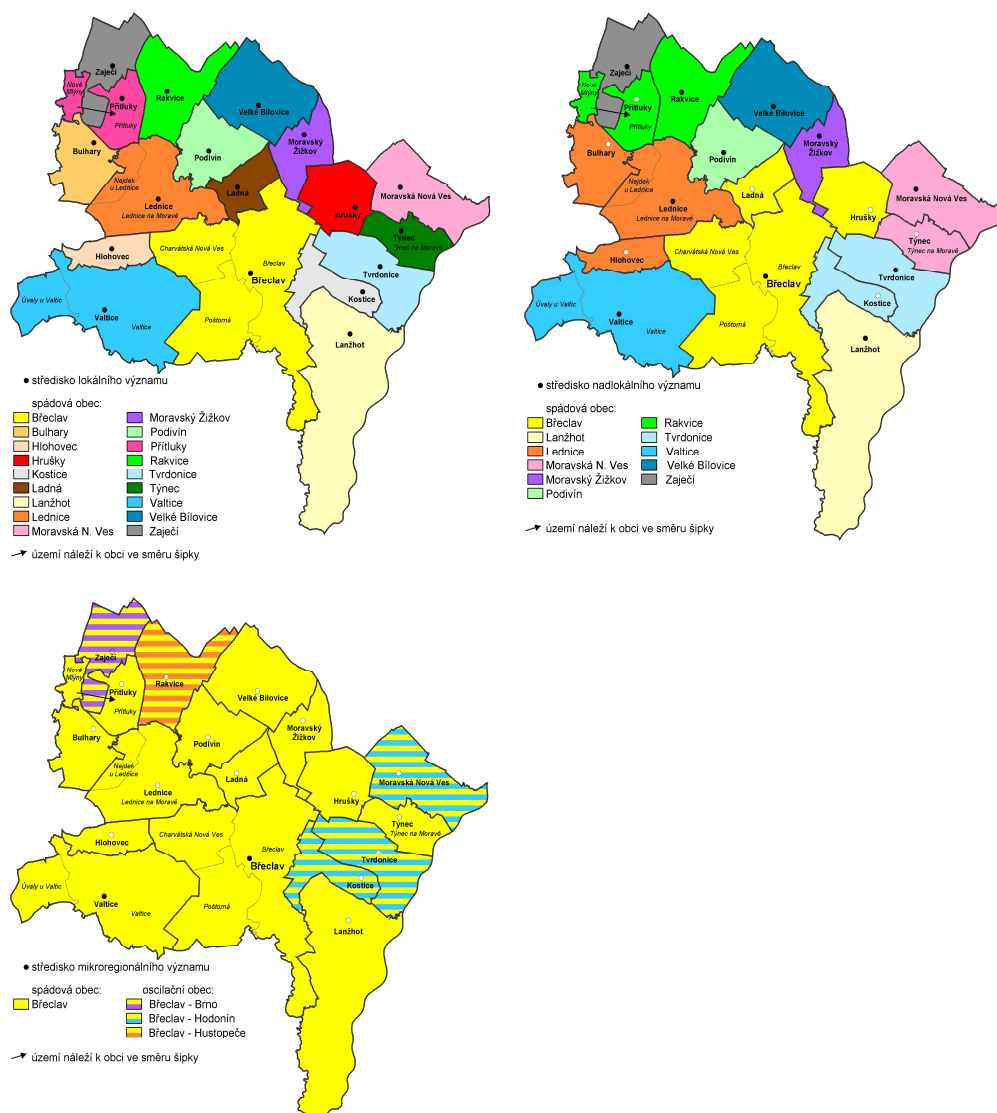 Zaječí
Nové
Mlýny
Přítluky
Přítluky
Rakvice
Velké Bílovice
Bulhary
Nejdek
u Lednice
Podivín
Moravský
Žižkov
Lednice
Lednice na Moravě
Ladná
Hrušky
Moravská Nová Ves
Týnec
Týnec na Moravě
Hlohovec
Charvátská Nová Ves
Břeclav
Břeclav
Tvrdonice
Kostice
Úvaly u Valtic
Valtice
Valtice
Poštorná
Lanžhot
středisko lokálního významu
spádová obec:
Břeclav
Bulhary
Hlohovec
Hrušky
Kostice
Ladná
Lanžhot
Lednice
Moravská N. Ves
Moravský Žižkov
Podivín
Přítluky
Rakvice
Tvrdonice
Týnec
Valtice
Velké Bílovice
Zaječí
území náleží k obci ve směru šipky
Zaječí
Nové
Mlýny
Přítluky
Přítluky
Rakvice
Velké Bílovice
Bulhary
Nejdek
u Lednice
Podivín
Moravský
Žižkov
Lednice
Lednice na Moravě
Ladná
Hrušky
Moravská Nová Ves
Týnec
Týnec na Moravě
Hlohovec
Charvátská Nová Ves
Břeclav
Břeclav
Tvrdonice
Kostice
Úvaly u Valtic
Valtice
Valtice
Poštorná
Lanžhot
středisko nadlokálního významu
spádová obec:
Břeclav
Lanžhot
Lednice
Moravská N. Ves
Moravský Žižkov
Podivín
Rakvice
Tvrdonice
Valtice
Velké Bílovice
Zaječí
území náleží k obci ve směru šipky
Zaječí
Nové
Mlýny
Přítluky
Přítluky
Rakvice
Velké Bílovice
Bulhary
Nejdek
u Lednice
Podivín
Moravský
Žižkov
Lednice
Lednice na Moravě
Ladná
Hrušky
Moravská Nová Ves
Týnec
Týnec na Moravě
Hlohovec
Charvátská Nová Ves
Břeclav
Břeclav
Tvrdonice
Kostice
Úvaly u Valtic
Valtice
Valtice
Poštorná
Lanžhot
středisko mikroregionálního významu
spádová obec:
Břeclav
oscilační obec:
Břeclav - Brno
Břeclav - Hodonín
Břeclav - Hustopeče
území náleží k obci ve směru šipky